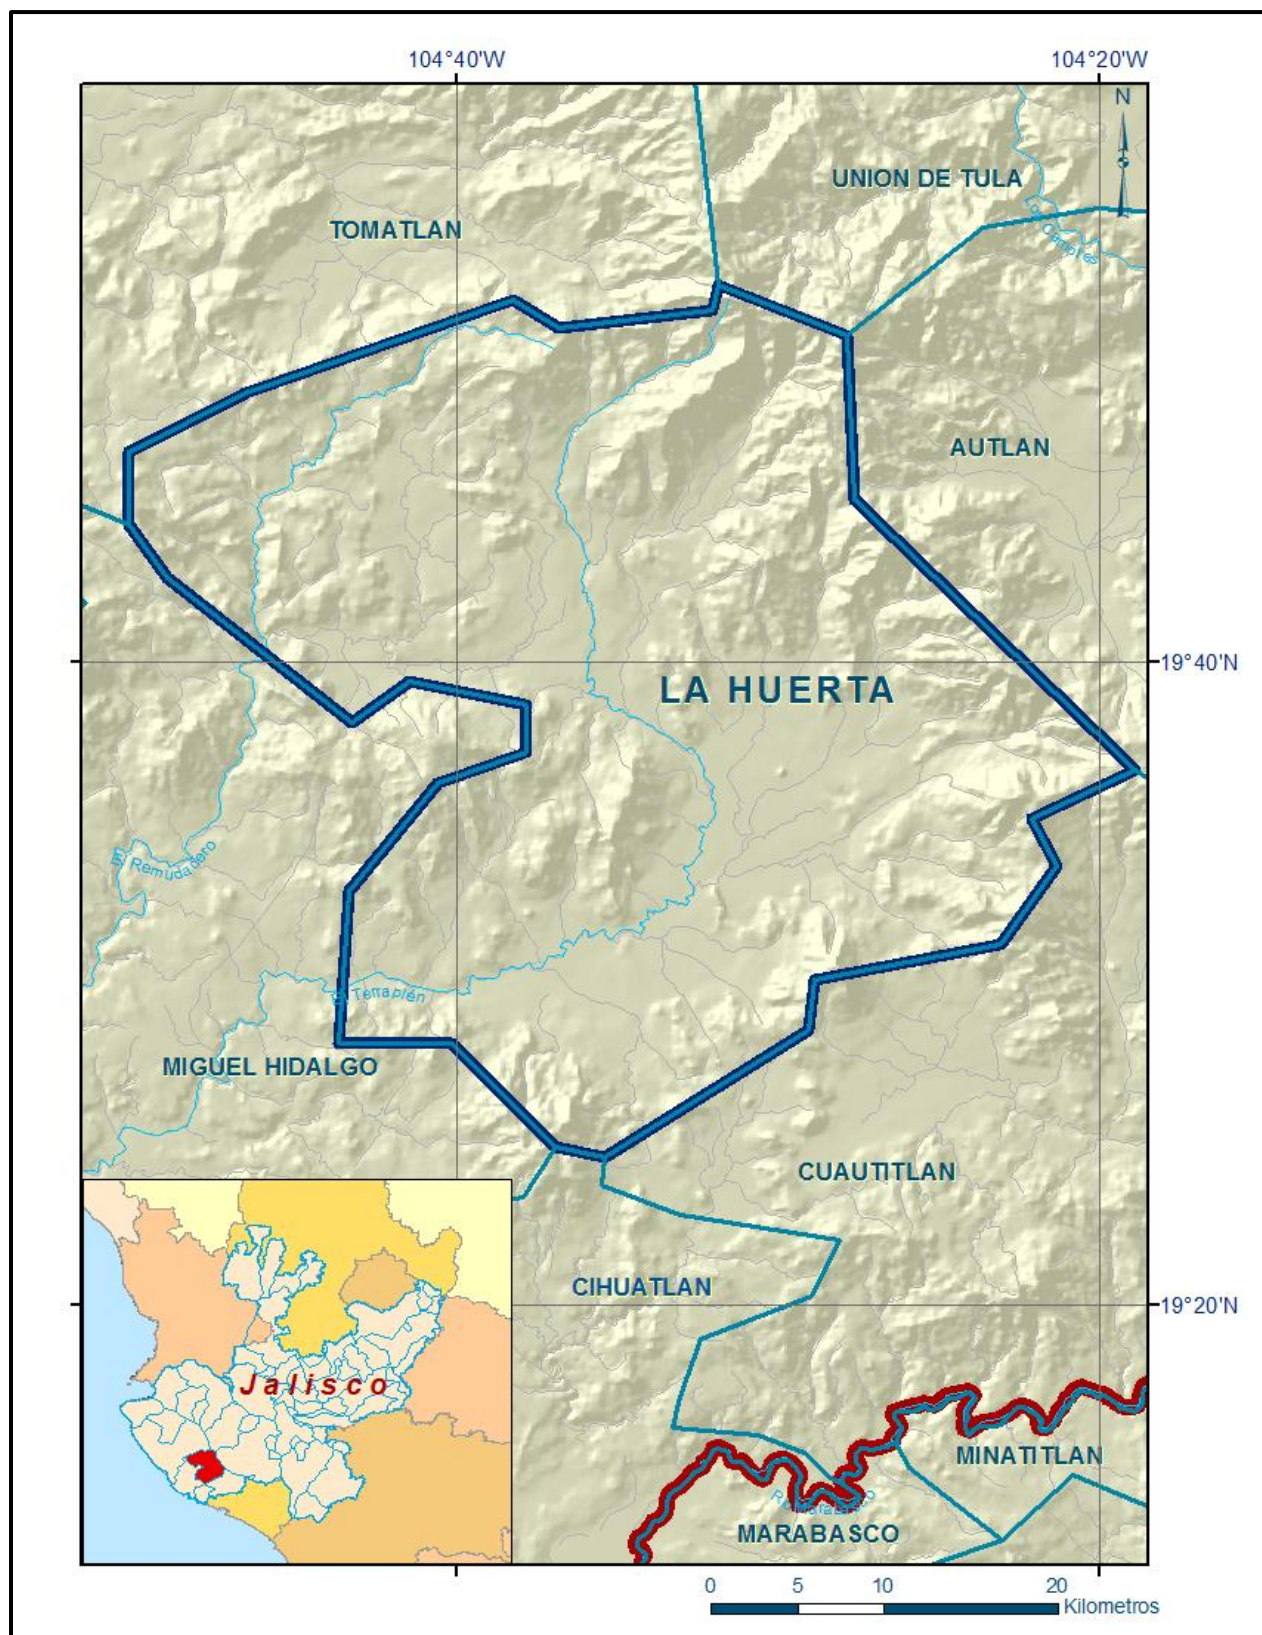 104°40'W
104°20'W
N
UNION DE TULA
TOMATLAN
AUTLAN
19°40'N
LA HUERTA
El Remudadero
El Terraplén
MIGUEL HIDALGO
CUAUTITLAN
CIHUATLAN
19°20'N
Jalisco
MINATITLAN
Marabasco
MARABASCO
0 5 10 20
Kilometros